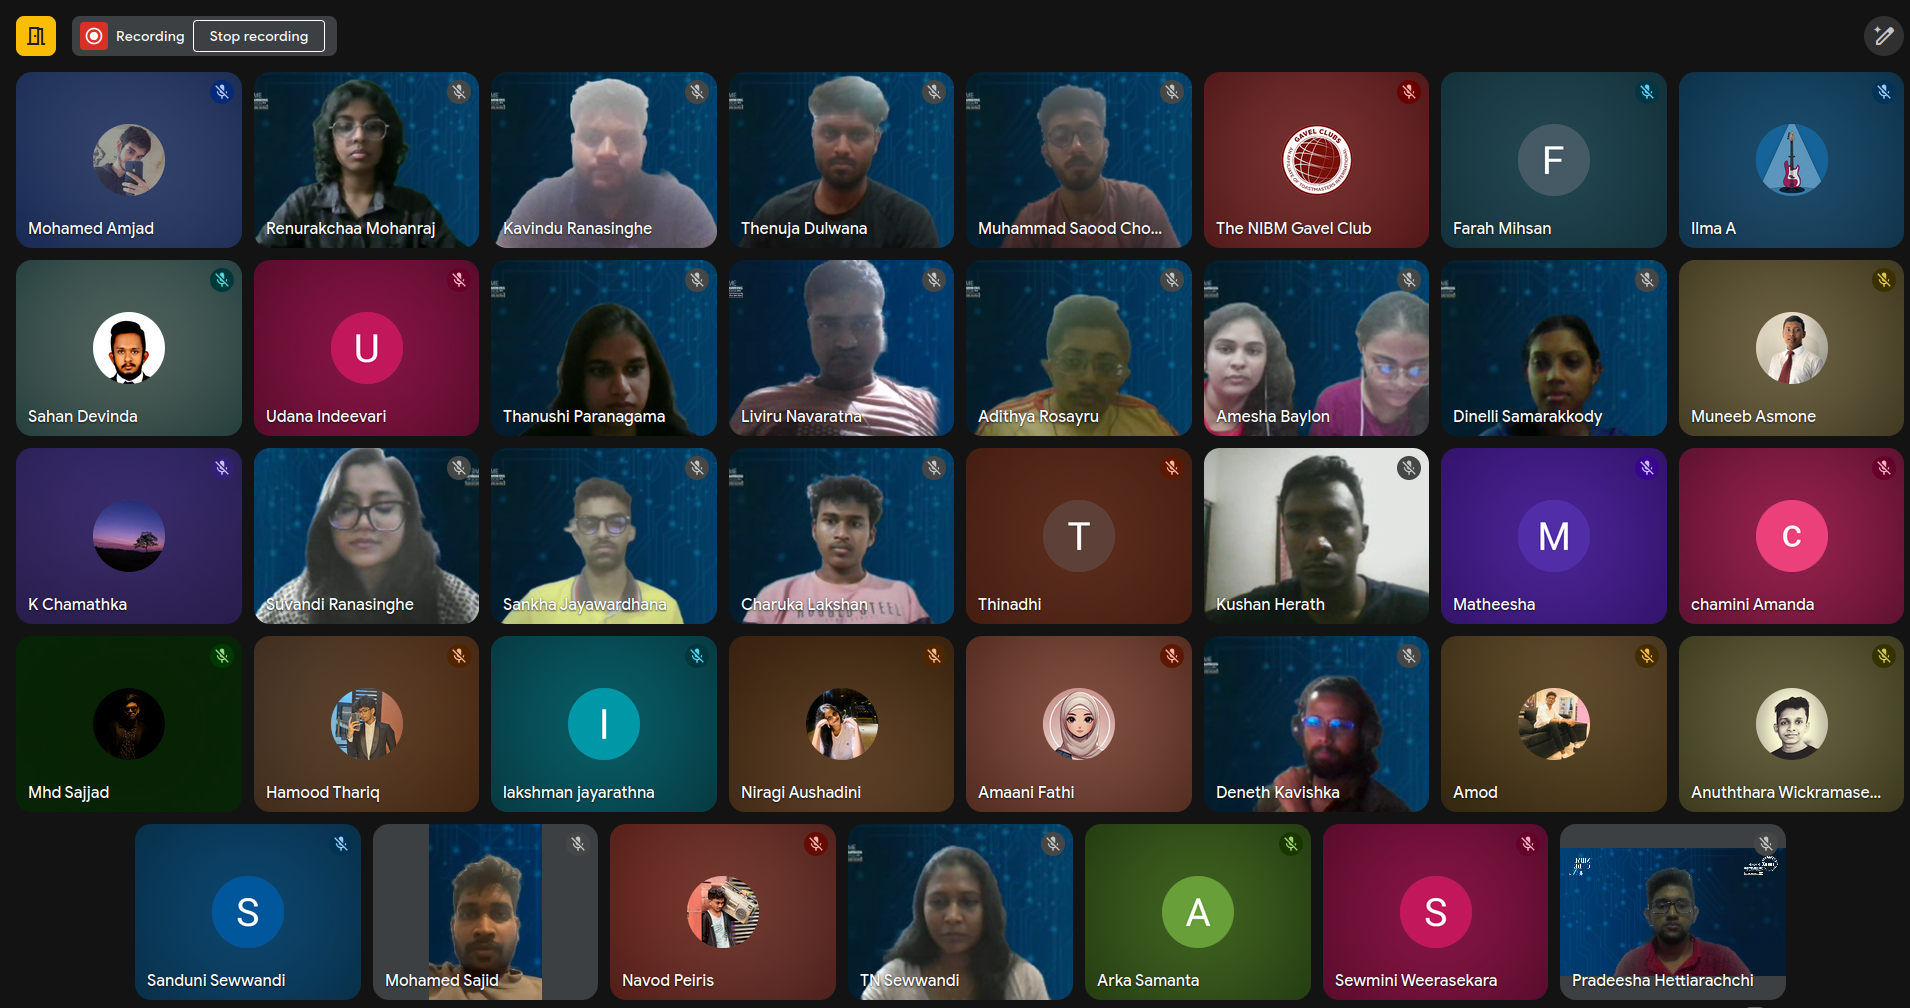 Recording
Stop recording
Mohamed Amjad
Renurakchaa Mohanraj
Kavindu Ranasinghe
Thenuja Dulwana
Muhammad Saood Cho...
GAVEL CLUBS
The NIBM Gavel Club
F
Farah Mihsan
Ilma A
Sahan Devinda
U
Udana Indeevari
Thanushi Paranagama
Liviru Navaratna
Adithya Rosayru
Amesha Baylon
Dinelli Samarakkody
Muneeb Asmone
K Chamathka
Suvandi Ranasinghe
Sankha Jayawardhana
Charuka Lakshan
T
Thinadhi
Kushan Herath
M
Matheesha
c
chamini Amanda
Mhd Sajjad
Hamood Thariq
l
lakshman jayarathna
Niragi Aushadini
Amaani Fathi
Deneth Kavishka
Amod
Anuththara Wickramase...
S
Sanduni Sewwandi
Mohamed Sajid
Navod Peiris
TN Sewwandi
A
Arka Samanta
S
Sewmini Weerasekara
Pradeesha Hettiarachchi